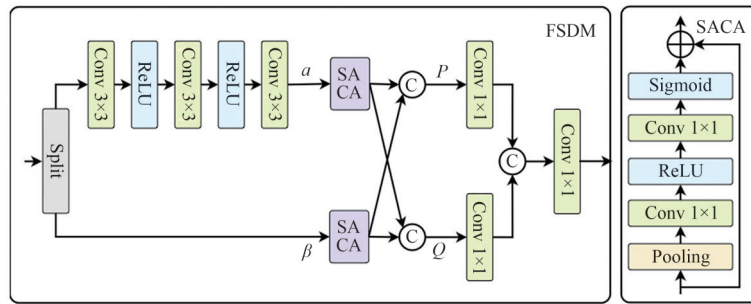 FSDM
Split
Conv 3×3
ReLU
Conv 3×3
ReLU
Conv 3×3
a
SA
CA
C
P
Conv 1×1
β
SA
CA
C
Q
Conv 1×1
C
Conv 1×1
SACA
Sigmoid
Conv 1×1
ReLU
Conv 1×1
Pooling